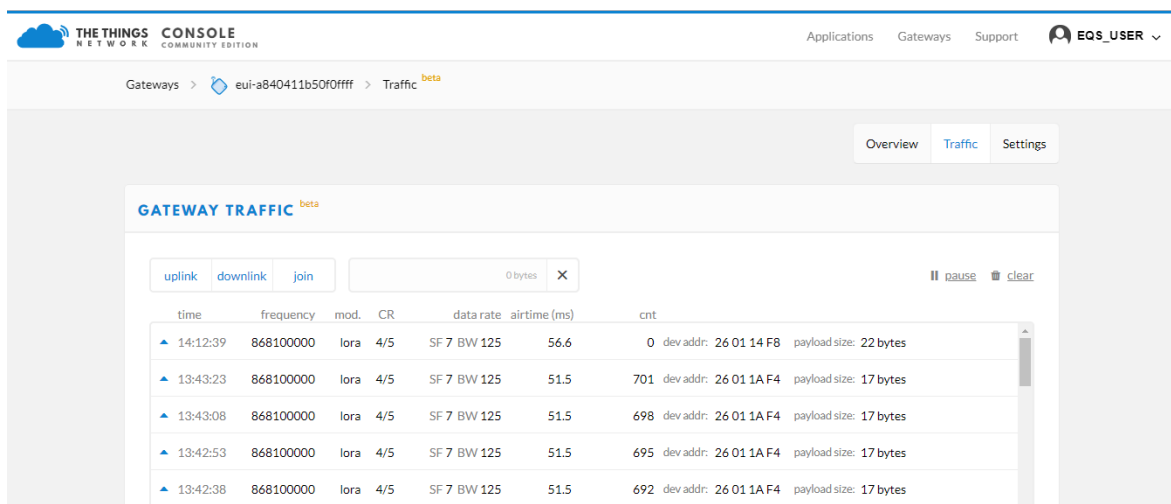 THE THINGS CONSOLE
NETWORK COMMUNITY EDITION
Applications Gateways Support EQS_USER
Gateways > eui-a840411b50f0ffff > Traffic beta
Overview Traffic Settings
GATEWAY TRAFFIC beta
uplink downlink join 0 bytes × pause clear
time frequency mod. CR data rate airtime (ms) cnt
14:12:39 868100000 lora 4/5 SF 7 BW 125 56.6 0 dev addr: 26 01 14 F8 payload size: 22 bytes
13:43:23 868100000 lora 4/5 SF 7 BW 125 51.5 701 dev addr: 26 01 1A F4 payload size: 17 bytes
13:43:08 868100000 lora 4/5 SF 7 BW 125 51.5 698 dev addr: 26 01 1A F4 payload size: 17 bytes
13:42:53 868100000 lora 4/5 SF 7 BW 125 51.5 695 dev addr: 26 01 1A F4 payload size: 17 bytes
13:42:38 868100000 lora 4/5 SF 7 BW 125 51.5 692 dev addr: 26 01 1A F4 payload size: 17 bytes